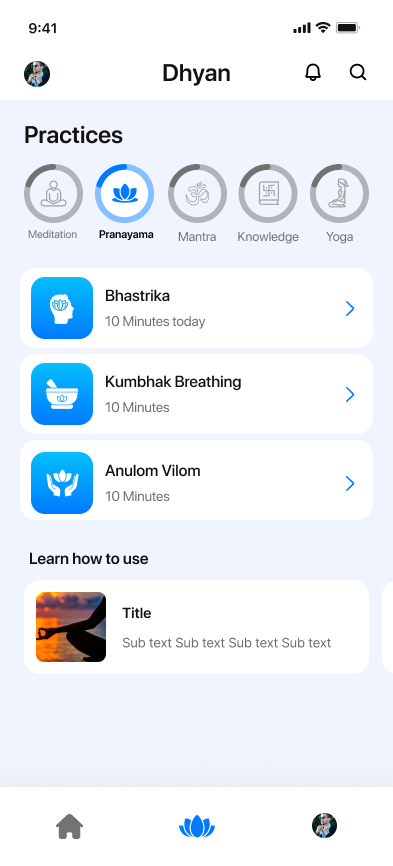 9:41
Dhyan
Practices
Meditation
Pranayama
Mantra
Knowledge
Yoga
Bhastrika
10 Minutes today
Kumbhak Breathing
10 Minutes
Anulom Vilom
10 Minutes
Learn how to use
Title
Sub text Sub text Sub text Sub text